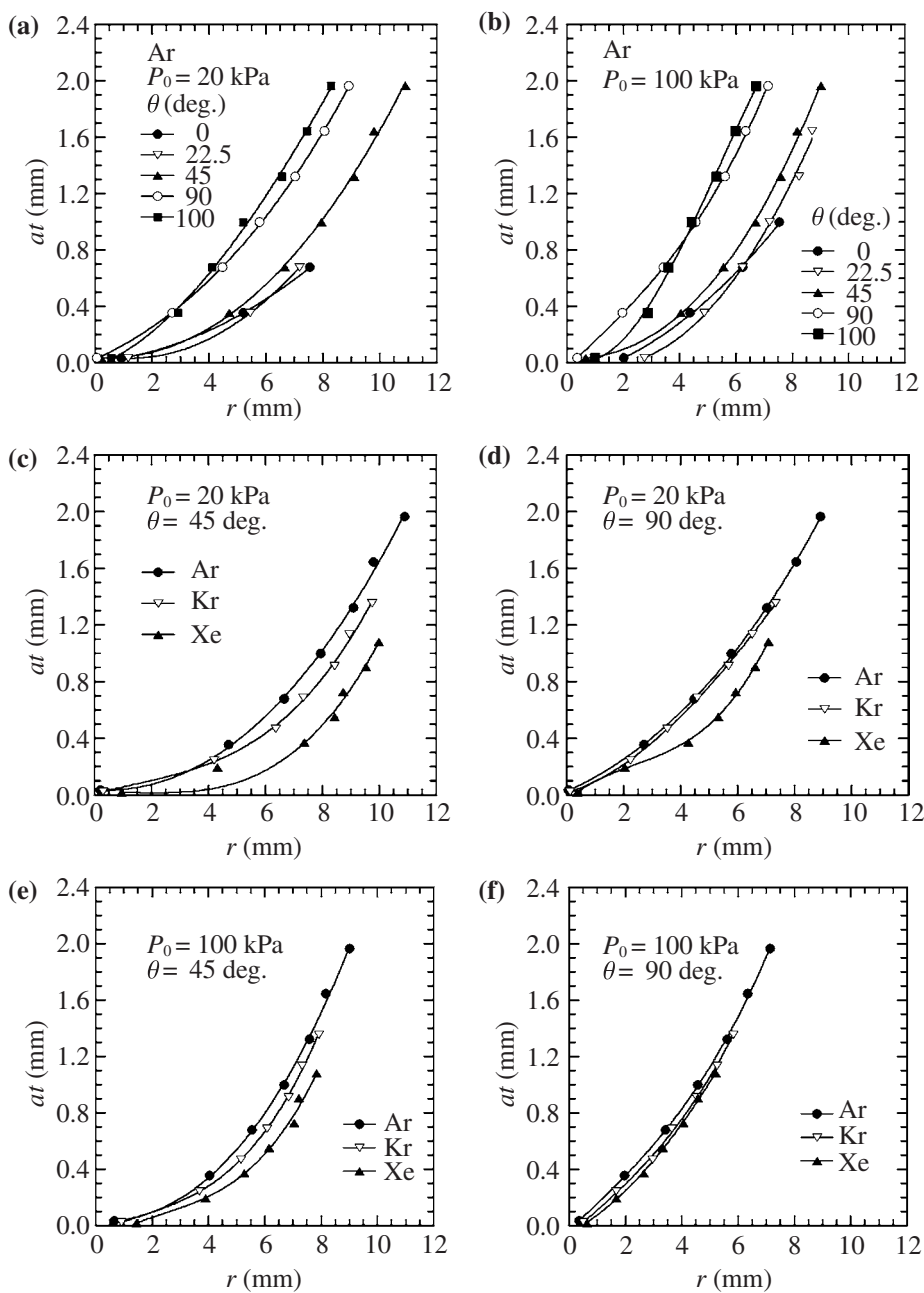 (a)
2.4
2.0
1.6
1.2
0.8
0.4
0.0
at (mm)
Ar
P0 = 20 kPa
θ (deg.)
0
22.5
45
90
100
0 2 4 6 8 10 12
r (mm)
(b)
2.4
2.0
1.6
1.2
0.8
0.4
0.0
at (mm)
Ar
P0 = 100 kPa
θ (deg.)
0
22.5
45
90
100
0 2 4 6 8 10 12
r (mm)
(c)
2.4
2.0
1.6
1.2
0.8
0.4
0.0
at (mm)
P0 = 20 kPa
θ = 45 deg.
Ar
Kr
Xe
0 2 4 6 8 10 12
r (mm)
(d)
2.4
2.0
1.6
1.2
0.8
0.4
0.0
at (mm)
P0 = 20 kPa
θ = 90 deg.
Ar
Kr
Xe
0 2 4 6 8 10 12
r (mm)
(e)
2.4
2.0
1.6
1.2
0.8
0.4
0.0
at (mm)
P0 = 100 kPa
θ = 45 deg.
Ar
Kr
Xe
0 2 4 6 8 10 12
r (mm)
(f)
2.4
2.0
1.6
1.2
0.8
0.4
0.0
at (mm)
P0 = 100 kPa
θ = 90 deg.
Ar
Kr
Xe
0 2 4 6 8 10 12
r (mm)